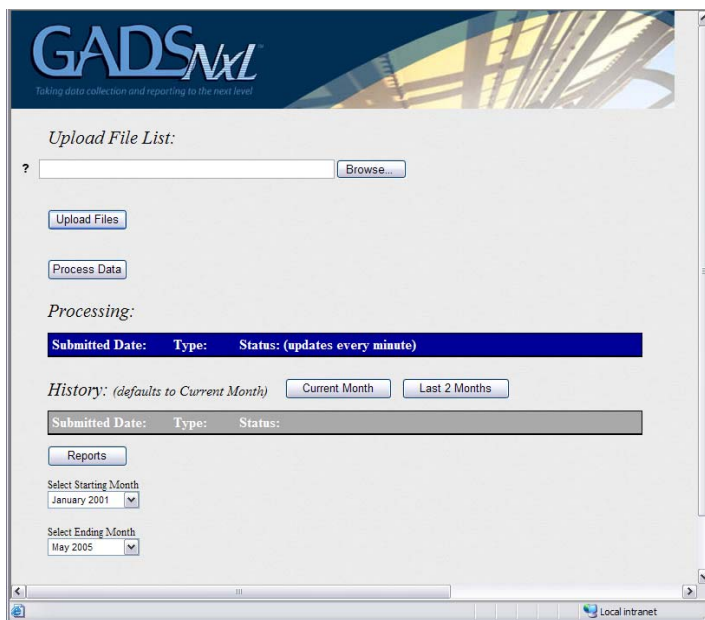 GADSNxL
Taking data collection and reporting to the next level
Upload File List:
? Browse...
Upload Files
Process Data
Processing:
Submitted Date: Type: Status: (updates every minute)
History: (defaults to Current Month) Current Month Last 2 Months
Submitted Date: Type: Status:
Reports
Select Starting Month
January 2001
Select Ending Month
May 2005
Local intranet